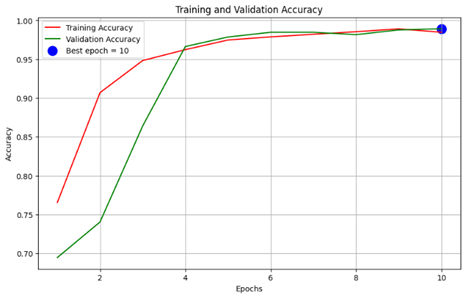 Training and Validation Accuracy
Training Accuracy
Validation Accuracy
Best epoch = 10
1.00
0.95
0.90
0.85
0.80
0.75
0.70
Accuracy
2
4
6
8
10
Epochs